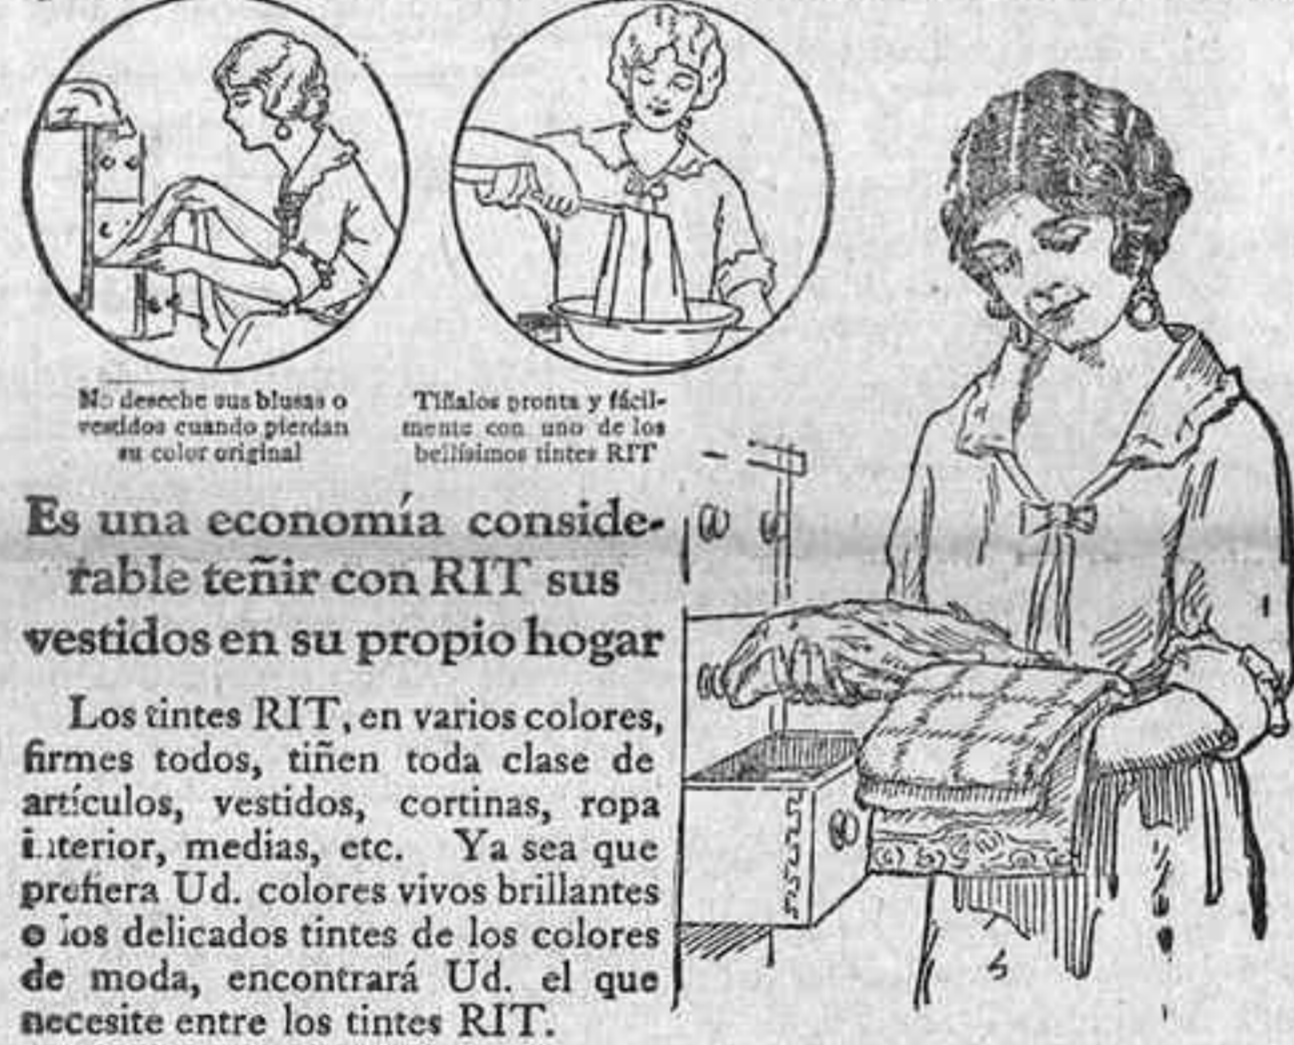 No deseche sus blusas o
vestidos cuando pierdan
su color original
Tíñalos pronta y fácil-
mente con uno de los
bellísimos tintes RIT
Es una economía conside-
rable teñir con RIT sus
vestidos en su propio hogar
Los tintes RIT, en varios colores,
firmes todos, tiñen toda clase de
artículos, vestidos, cortinas, ropa
interior, medias, etc. Ya sea que
prefiera Ud. colores vivos brillantes
o los delicados tintes de los colores
de moda, encontrará Ud. el que
necesite entre los tintes RIT.